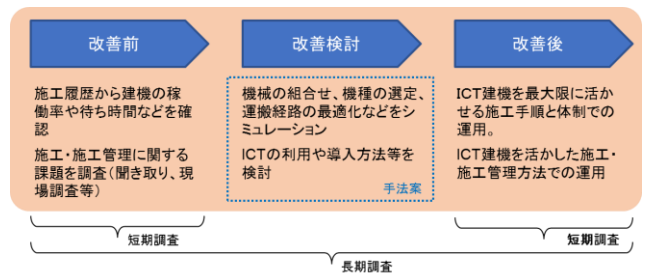 改善前
改善検討
改善後
施工履歴から建機の稼
働率や待ち時間などを確
認
施工・施工管理に関する
課題を調査(聞き取り、現
場調査等)
機械の組合せ、機種の選定、
運搬経路の最適化などをシ
ミュレーション
ICTの利用や導入方法等を
検討
手法案
ICT建機を最大限に活か
せる施工手順と体制での
運用。
ICT建機を活かした施工・
施工管理方法での運用
短期調査
短期調査
長期調査